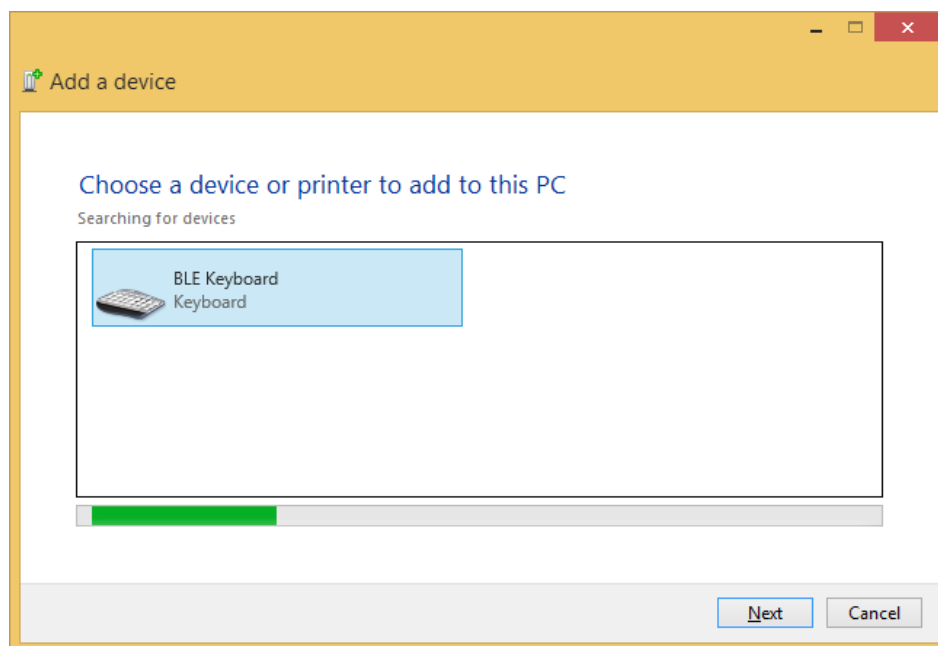 Add a device
Choose a device or printer to add to this PC
Searching for devices
BLE Keyboard
Keyboard
Next
Cancel